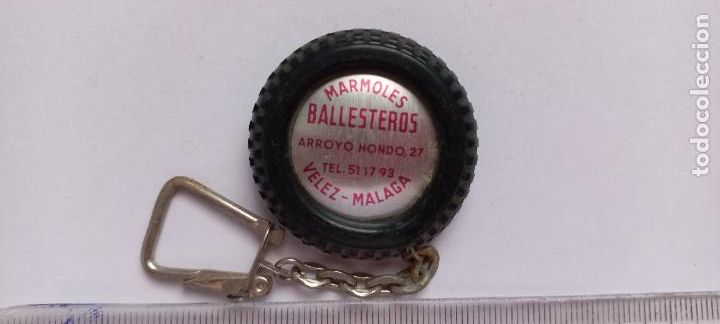 MARMOLES
BALLESTEROS
ARROYO HONDO, 27
TEL. 51 17 93
VELEZ - MALAGA
todocoleccion